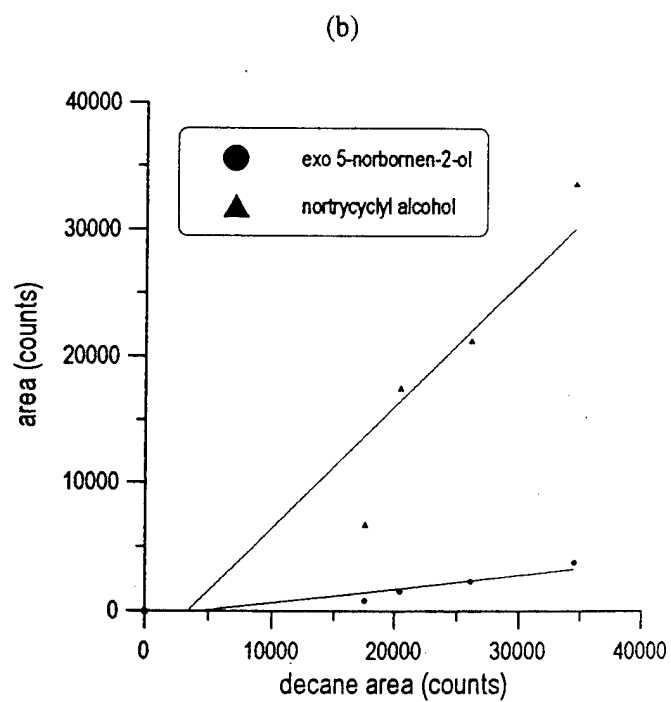 (b)
40000
30000
20000
10000
0
area (counts)
exo 5-norbornen-2-ol
nortrycyclyl alcohol
0 10000 20000 30000 40000
decane area (counts)